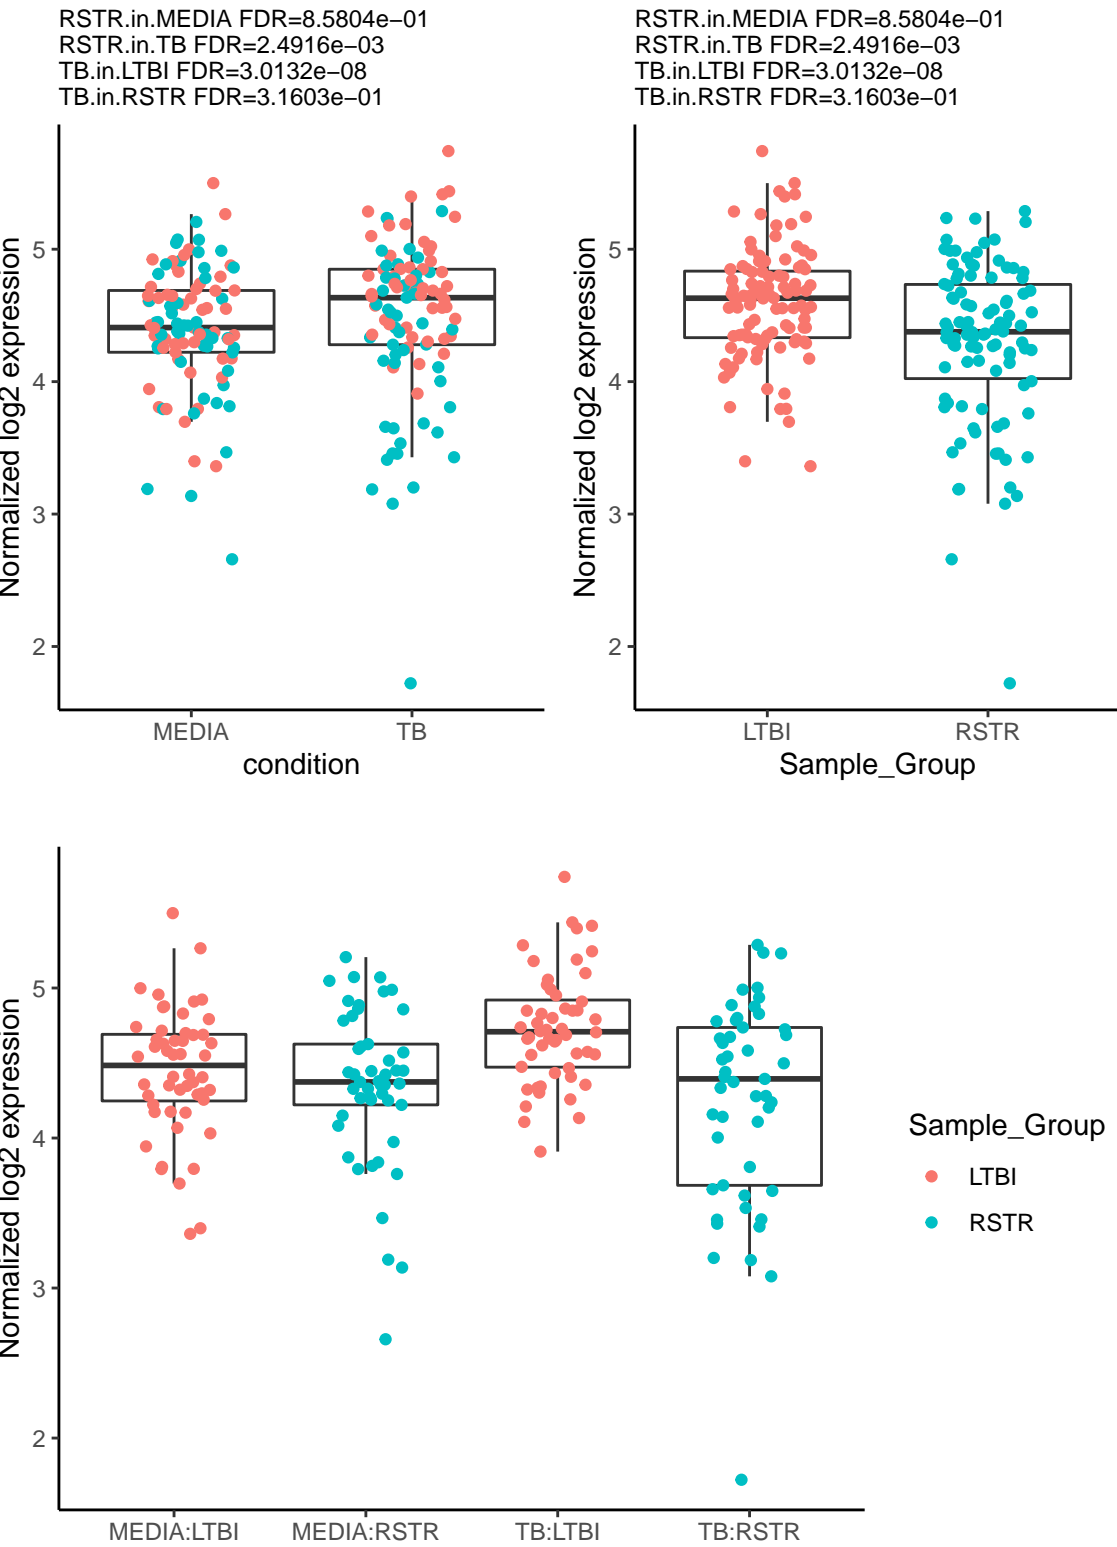 RSTR.in.MEDIA FDR=8.5804e−01
RSTR.in.TB FDR=2.4916e−03
TB.in.LTBI FDR=3.0132e−08
TB.in.RSTR FDR=3.1603e−01
Normalized log2 expression
5
4
3
2
MEDIA
TB
condition
RSTR.in.MEDIA FDR=8.5804e−01
RSTR.in.TB FDR=2.4916e−03
TB.in.LTBI FDR=3.0132e−08
TB.in.RSTR FDR=3.1603e−01
Normalized log2 expression
5
4
3
2
LTBI
RSTR
Sample_Group
Normalized log2 expression
5
4
3
2
MEDIA:LTBI
MEDIA:RSTR
TB:LTBI
TB:RSTR
Sample_Group
LTBI
RSTR